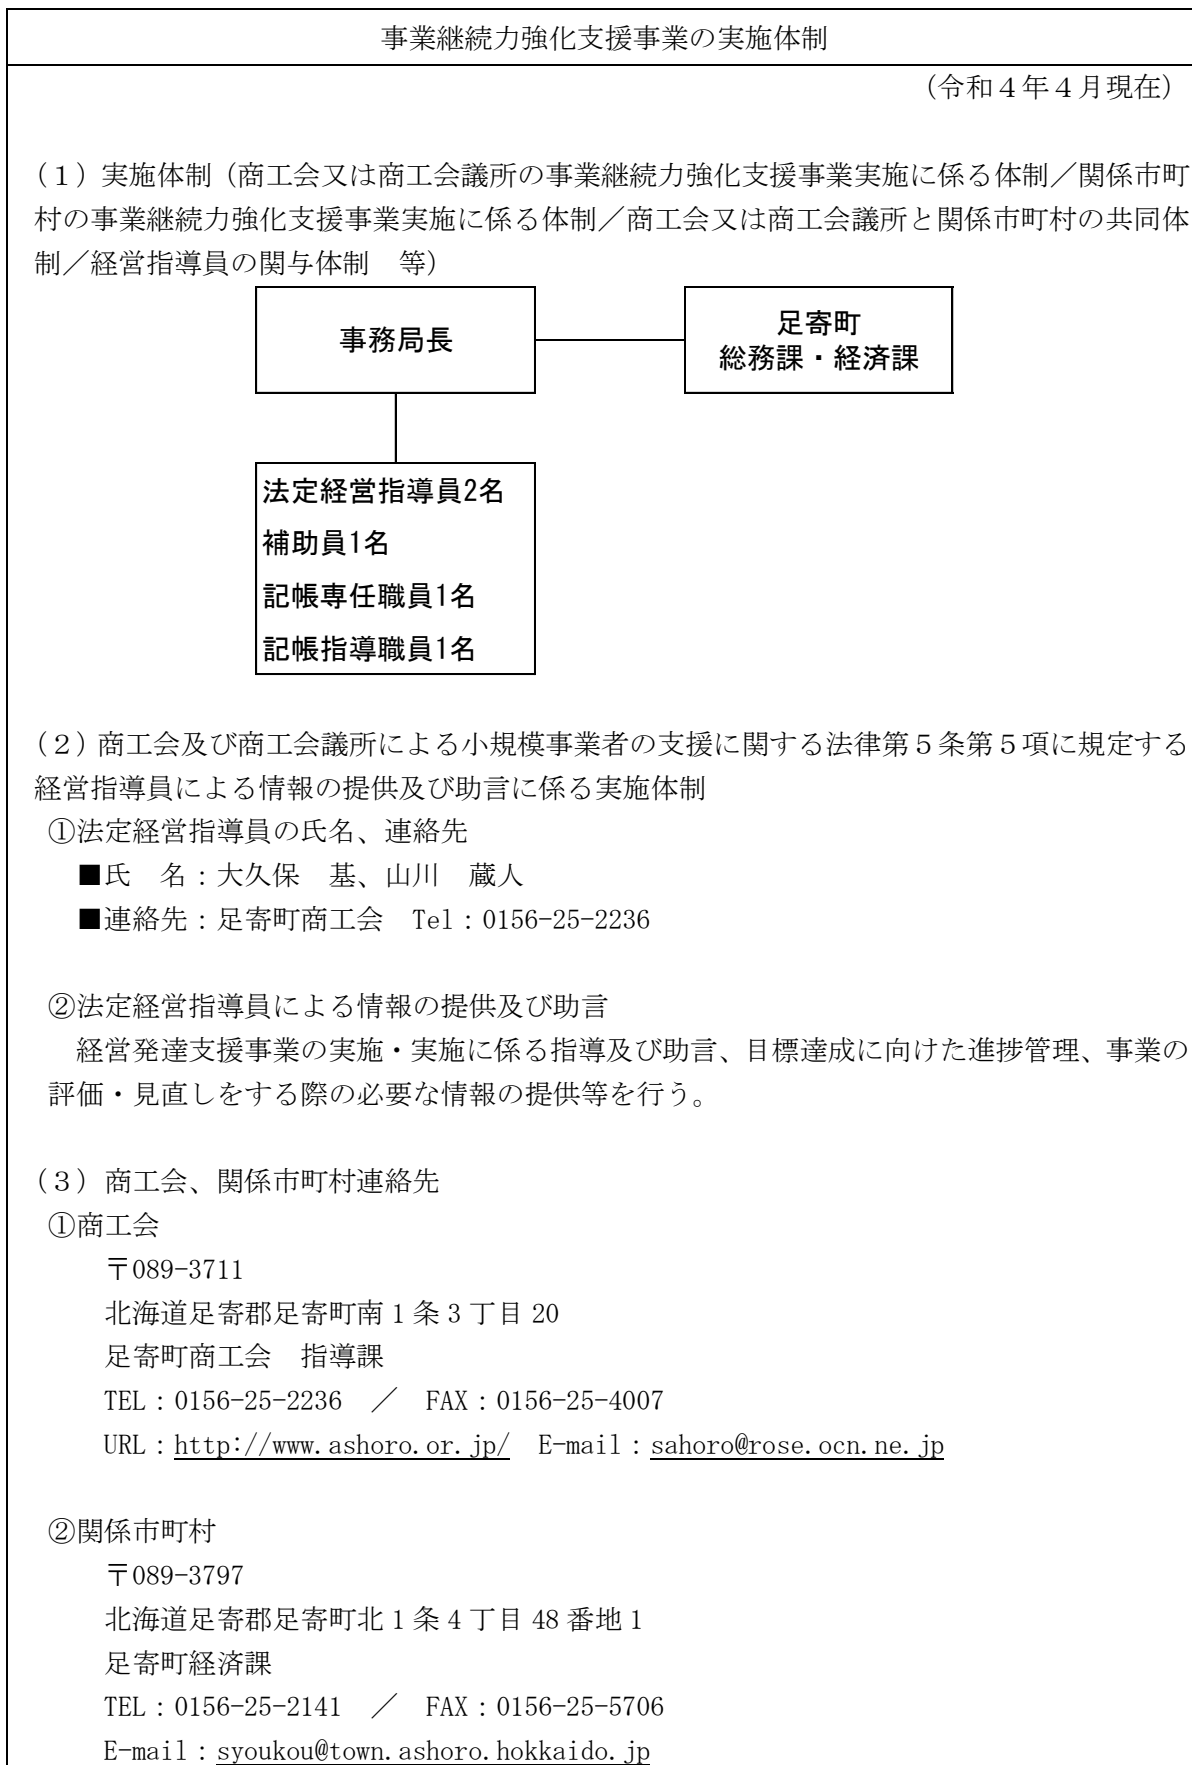 事業継続力強化支援事業の実施体制
（令和４年４月現在）
（１）実施体制（商工会又は商工会議所の事業継続力強化支援事業実施に係る体制／関係市町
村の事業継続力強化支援事業実施に係る体制／商工会又は商工会議所と関係市町村の共同体
制／経営指導員の関与体制　等）
事務局長
足寄町
総務課・経済課
法定経営指導員2名
補助員1名
記帳専任職員1名
記帳指導職員1名
（２）商工会及び商工会議所による小規模事業者の支援に関する法律第５条第５項に規定する
経営指導員による情報の提供及び助言に係る実施体制
①法定経営指導員の氏名、連絡先
■氏　名：大久保　基、山川　蔵人
■連絡先：足寄町商工会　Tel：0156-25-2236
②法定経営指導員による情報の提供及び助言
経営発達支援事業の実施・実施に係る指導及び助言、目標達成に向けた進捗管理、事業の
評価・見直しをする際の必要な情報の提供等を行う。
（３）商工会、関係市町村連絡先
①商工会
〒089-3711
北海道足寄郡足寄町南 1 条 3 丁目 20
足寄町商工会　指導課
TEL：0156-25-2236　／　FAX：0156-25-4007
URL：http://www.ashoro.or.jp/　E-mail：sahoro@rose.ocn.ne.jp
②関係市町村
〒089-3797
北海道足寄郡足寄町北 1 条 4 丁目 48 番地 1
足寄町経済課
TEL：0156-25-2141　／　FAX：0156-25-5706
E-mail：syoukou@town.ashoro.hokkaido.jp